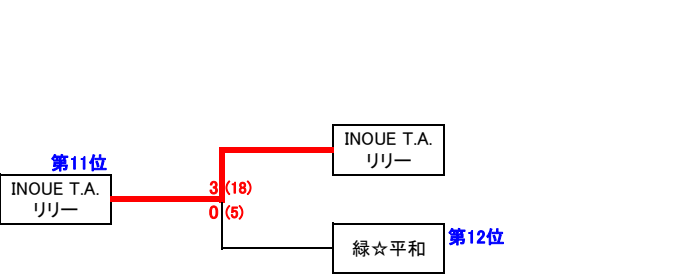 INOUE T.A.
リリー
第11位
INOUE T.A.
リリー
3 (18)
0 (5)
緑☆平和
第12位